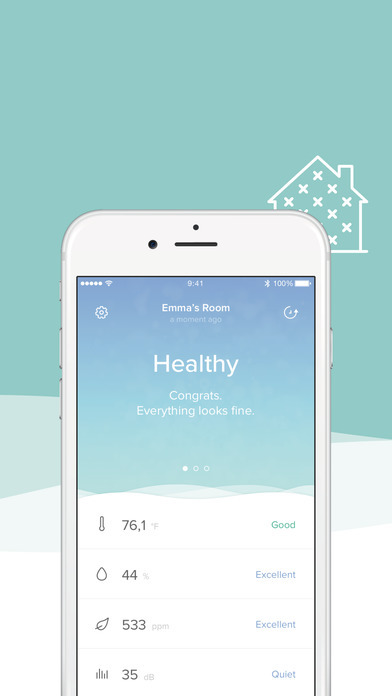 9:41
100%
Emma's Room
a moment ago
Healthy
Congrats.
Everything looks fine.
76,1 °F Good
44 % Excellent
533 ppm Excellent
35 dB Quiet